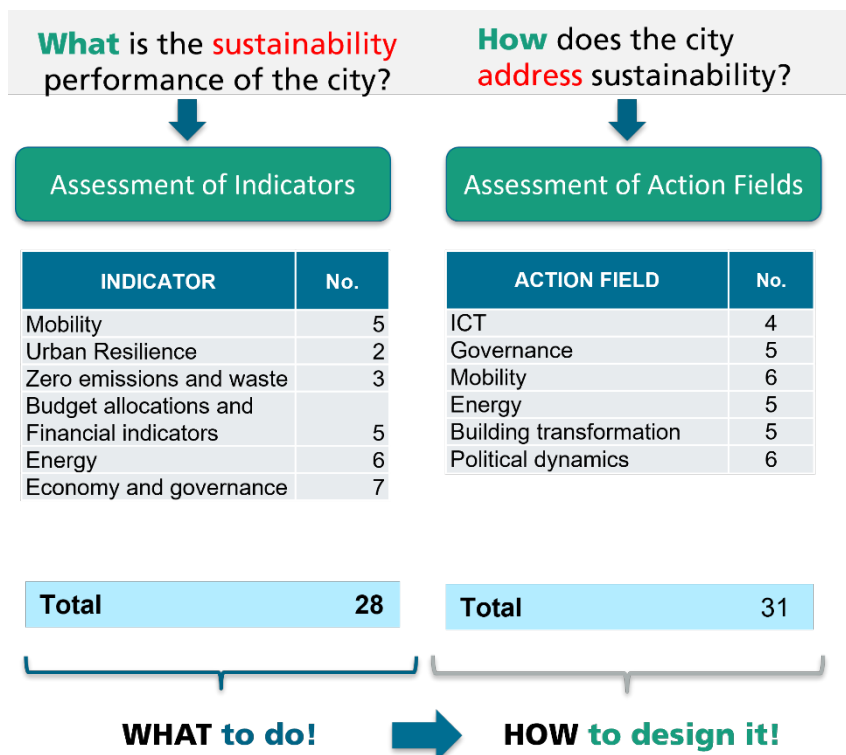 What is the sustainability
performance of the city?
How does the city
address sustainability?
Assessment of Indicators
Assessment of Action Fields
INDICATOR No.
Mobility 5
Urban Resilience 2
Zero emissions and waste 3
Budget allocations and
Financial indicators 5
Energy 6
Economy and governance 7
ACTION FIELD No.
ICT 4
Governance 5
Mobility 6
Energy 5
Building transformation 5
Political dynamics 6
Total 28
Total 31
WHAT to do!
HOW to design it!